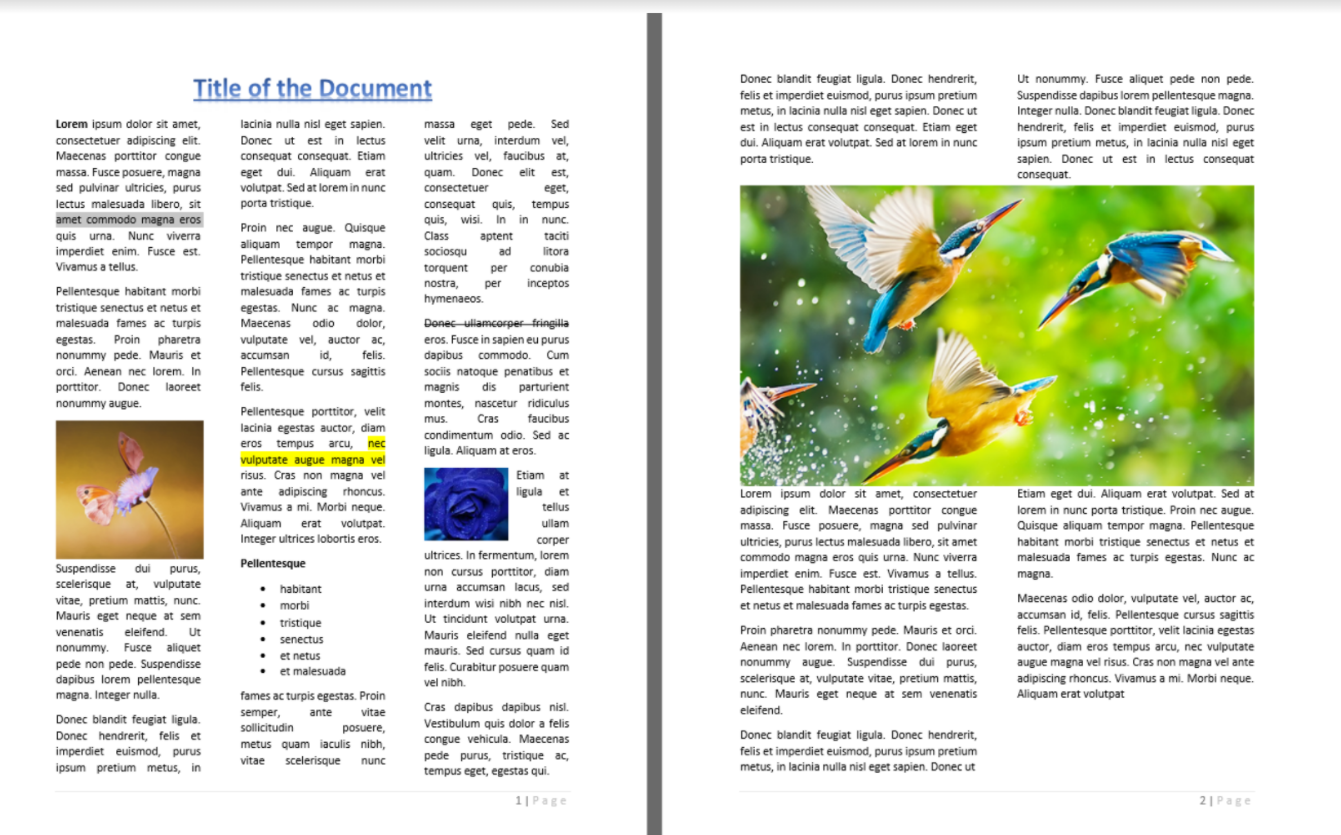 Title of the Document
Lorem ipsum dolor sit amet,
consectetuer adipiscing elit.
Maecenas porttitor congue
massa. Fusce posuere, magna
sed pulvinar ultricies, purus
lectus malesuada libero, sit
amet commodo magna eros
quis urna. Nunc viverra
imperdiet enim. Fusce est.
Vivamus a tellus.
Pellentesque habitant morbi
tristique senectus et netus et
malesuada fames ac turpis
egestas. Proin pharetra
nonummy pede. Mauris et
orci. Aenean nec lorem. In
porttitor. Donec laoreet
nonummy augue.
Suspendisse dui purus,
scelerisque at, vulputate
vitae, pretium mattis, nunc.
Mauris eget neque at sem
venenatis eleifend. Ut
nonummy. Fusce aliquet
pede non pede. Suspendisse
dapibus lorem pellentesque
magna. Integer nulla.
Donec blandit feugiat ligula.
Donec hendrerit, felis et
imperdiet euismod, purus
ipsum pretium metus, in
lacinia nulla nisl eget sapien.
Donec ut est in lectus
consequat consequat. Etiam
eget dui. Aliquam erat
volutpat. Sed at lorem in nunc
porta tristique.
Proin nec augue. Quisque
aliquam tempor magna.
Pellentesque habitant morbi
tristique senectus et netus et
malesuada fames ac turpis
egestas. Nunc ac magna.
Maecenas odio dolor,
vulputate vel, auctor ac,
accumsan id, felis.
Pellentesque cursus sagittis
felis.
Pellentesque porttitor, velit
lacinia egestas auctor, diam
eros tempus arcu, nec
vulputate augue magna vel
risus. Cras non magna vel
ante adipiscing rhoncus.
Vivamus a mi. Morbi neque.
Aliquam erat volutpat.
Integer ultrices lobortis eros.
Pellentesque
• habitant
• morbi
• tristique
• senectus
• et netus
• et malesuada
fames ac turpis egestas. Proin
semper, ante vitae
sollicitudin posuere,
metus quam iaculis nibh,
vitae scelerisque nunc
massa eget pede. Sed
velit urna, interdum vel,
ultricies vel, faucibus at,
quam. Donec elit est,
consectetuer eget,
consequat quis, tempus
quis, wisi. In in nunc.
Class aptent taciti
sociosqu ad litora
torquent per conubia
nostra, per inceptos
hymenaeos.
Donec ullamcorper fringilla
eros. Fusce in sapien eu purus
dapibus commodo. Cum
sociis natoque penatibus et
magnis dis parturient
montes, nascetur ridiculus
mus. Cras faucibus
condimentum odio. Sed ac
ligula. Aliquam at eros.
Etiam at
ligula et
tellus
ullam
corper
ultrices. In fermentum, lorem
non cursus porttitor, diam
urna accumsan lacus, sed
interdum wisi nibh nec nisl.
Ut tincidunt volutpat urna.
Mauris eleifend nulla eget
mauris. Sed cursus quam id
felis. Curabitur posuere quam
vel nibh.
Cras dapibus dapibus nisl.
Vestibulum quis dolor a felis
congue vehicula. Maecenas
pede purus, tristique ac,
tempus eget, egestas qui.
1 | Page
Donec blandit feugiat ligula. Donec hendrerit,
felis et imperdiet euismod, purus ipsum pretium
metus, in lacinia nulla nisl eget sapien. Donec ut
est in lectus consequat consequat. Etiam eget
dui. Aliquam erat volutpat. Sed at lorem in nunc
porta tristique.
Ut nonummy. Fusce aliquet pede non pede.
Suspendisse dapibus lorem pellentesque magna.
Integer nulla. Donec blandit feugiat ligula. Donec
hendrerit, felis et imperdiet euismod, purus
ipsum pretium metus, in lacinia nulla nisl eget
sapien. Donec ut est in lectus consequat
consequat.
Lorem ipsum dolor sit amet, consectetuer
adipiscing elit. Maecenas porttitor congue
massa. Fusce posuere, magna sed pulvinar
ultricies, purus lectus malesuada libero, sit amet
commodo magna eros quis urna. Nunc viverra
imperdiet enim. Fusce est. Vivamus a tellus.
Pellentesque habitant morbi tristique senectus
et netus et malesuada fames ac turpis egestas.
Proin pharetra nonummy pede. Mauris et orci.
Aenean nec lorem. In porttitor. Donec laoreet
nonummy augue. Suspendisse dui purus,
scelerisque at, vulputate vitae, pretium mattis,
nunc. Mauris eget neque at sem venenatis
eleifend.
Donec blandit feugiat ligula. Donec hendrerit,
felis et imperdiet euismod, purus ipsum pretium
metus, in lacinia nulla nisl eget sapien. Donec ut
Etiam eget dui. Aliquam erat volutpat. Sed at
lorem in nunc porta tristique. Proin nec augue.
Quisque aliquam tempor magna. Pellentesque
habitant morbi tristique senectus et netus et
malesuada fames ac turpis egestas. Nunc ac
magna.
Maecenas odio dolor, vulputate vel, auctor ac,
accumsan id, felis. Pellentesque cursus sagittis
felis. Pellentesque porttitor, velit lacinia egestas
auctor, diam eros tempus arcu, nec vulputate
augue magna vel risus. Cras non magna vel ante
adipiscing rhoncus. Vivamus a mi. Morbi neque.
Aliquam erat volutpat
2 | Page